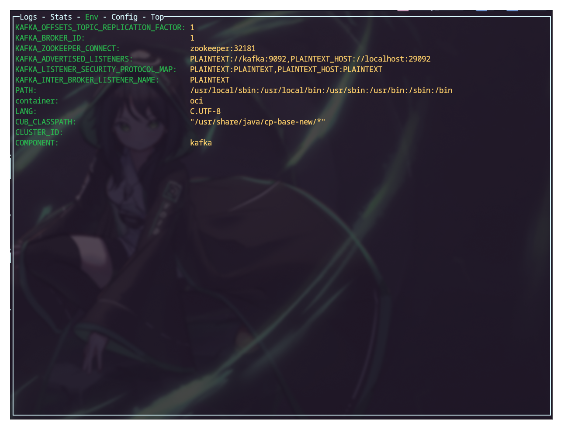 Logs - Stats - Env - Config - Top
KAFKA_OFFSETS_TOPIC_REPLICATION_FACTOR: 1
KAFKA_BROKER_ID: 1
KAFKA_ZOOKEEPER_CONNECT: zookeeper:32181
KAFKA_ADVERTISED_LISTENERS: PLAINTEXT://kafka:9092,PLAINTEXT_HOST://localhost:29092
KAFKA_LISTENER_SECURITY_PROTOCOL_MAP: PLAINTEXT:PLAINTEXT,PLAINTEXT_HOST:PLAINTEXT
KAFKA_INTER_BROKER_LISTENER_NAME: PLAINTEXT
PATH: /usr/local/sbin:/usr/local/bin:/usr/sbin:/usr/bin:/sbin:/bin
container: oci
LANG: C.UTF-8
CUB_CLASSPATH: "/usr/share/java/cp-base-new/*"
CLUSTER_ID:
COMPONENT: kafka